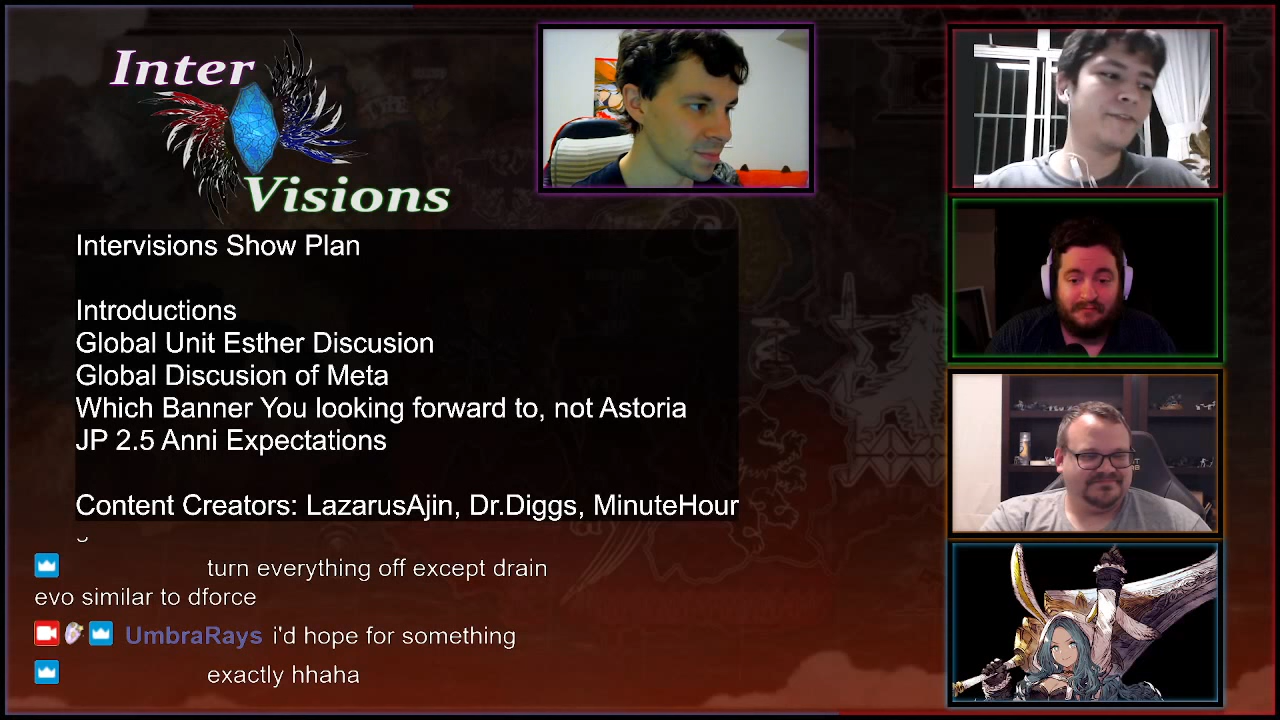 Inter
Visions
Intervisions Show Plan
Introductions
Global Unit Esther Discusion
Global Discusion of Meta
Which Banner You looking forward to, not Astoria
JP 2.5 Anni Expectations
Content Creators: LazarusAjin, Dr.Diggs, MinuteHour
turn everything off except drain
evo similar to dforce
UmbraRays i'd hope for something
exactly hhaha